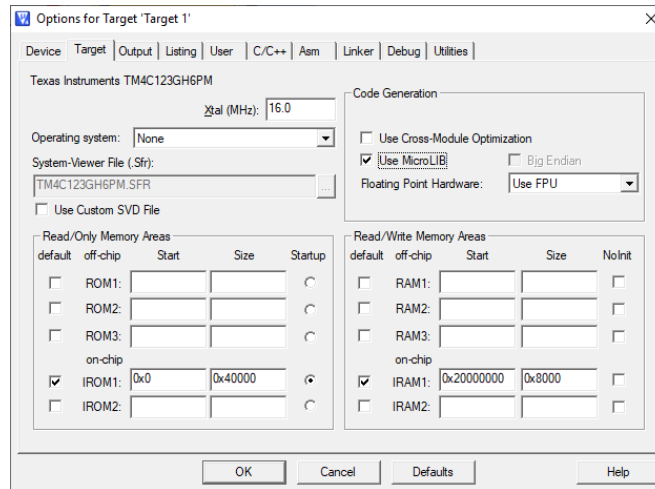 Options for Target 'Target 1'
Device Target Output Listing User C/C++ Asm Linker Debug Utilities
Texas Instruments TM4C123GH6PM
Xtal (MHz): 16.0
Operating system: None
System-Viewer File (.Sfr):
TM4C123GH6PM.SFR ...
Use Custom SVD File
Code Generation
Use Cross-Module Optimization
Use MicroLIB Big Endian
Floating Point Hardware: Use FPU
Read/Only Memory Areas
default off-chip Start Size Startup
ROM1:
ROM2:
ROM3:
on-chip
IROM1: 0x0 0x40000
IROM2:
Read/Write Memory Areas
default off-chip Start Size NoInit
RAM1:
RAM2:
RAM3:
on-chip
IRAM1: 0x20000000 0x8000
IRAM2:
OK Cancel Defaults Help